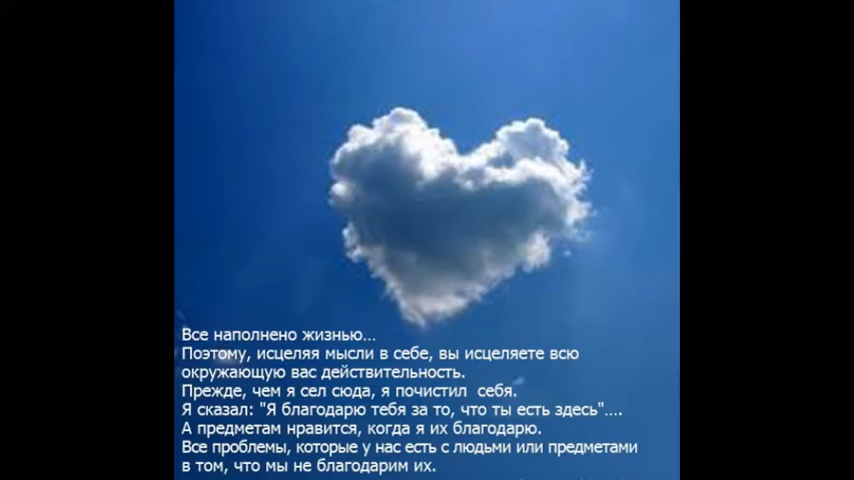 Все наполнено жизнью...
Поэтому, исцеляя мысли в себе, вы исцеляете всю
окружающую вас действительность.
Прежде, чем я сел сюда, я почистил  себя.
Я сказал: "Я благодарю тебя за то, что ты есть здесь"....
А предметам нравится, когда я их благодарю.
Все проблемы, которые у нас есть с людьми или предметами
в том, что мы не благодарим их.